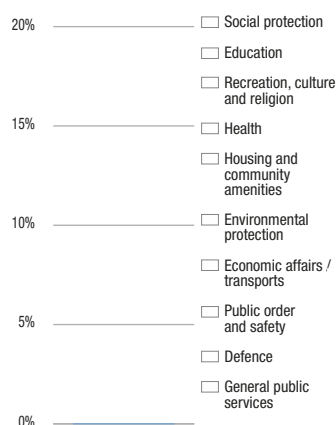 20%
15%
10%
5%
0%
Social protection
Education
Recreation, culture
and religion
Health
Housing and
community
amenities
Environmental
protection
Economic affairs /
transports
Public order
and safety
Defence
General public
services